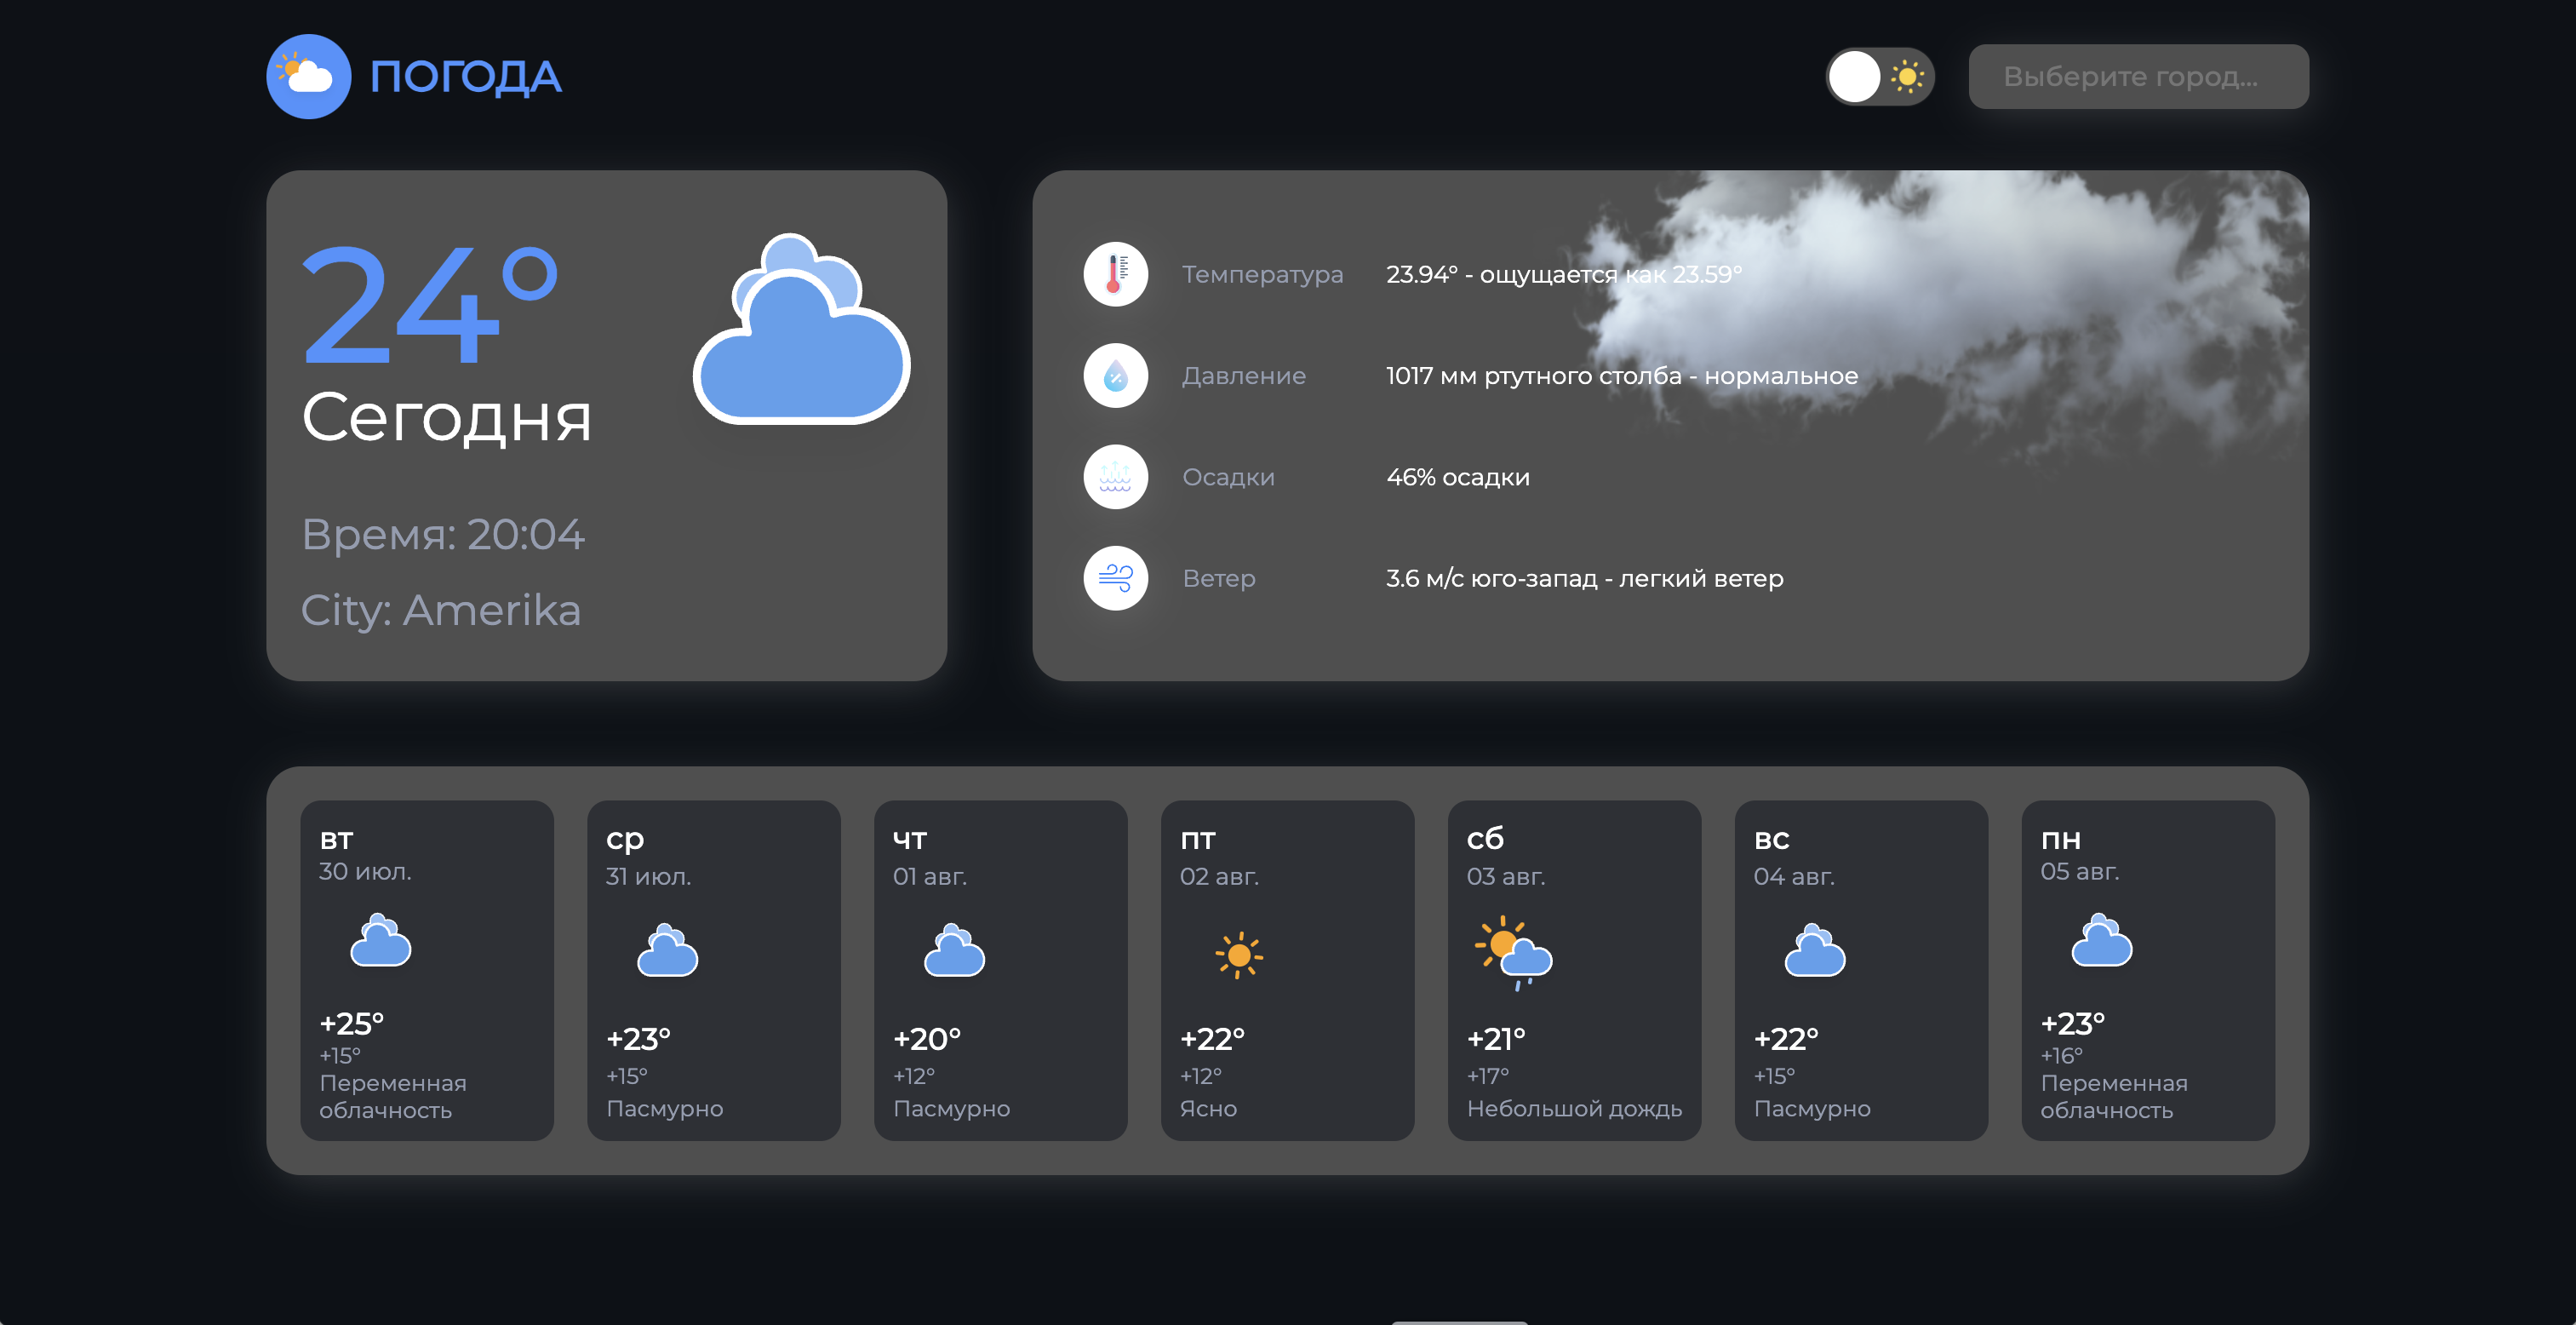 ПОГОДА
Выберите город...
24°
Сегодня
Время: 20:04
City: Amerika
Температура 23.94° - ощущается как 23.59°
Давление 1017 мм ртутного столба - нормальное
Осадки 46% осадки
Ветер 3.6 м/с юго-запад - легкий ветер
вт
30 июл.
+25°
+15°
Переменная
облачность
ср
31 июл.
+23°
+15°
Пасмурно
чт
01 авг.
+20°
+12°
Пасмурно
пт
02 авг.
+22°
+12°
Ясно
сб
03 авг.
+21°
+17°
Небольшой дождь
вс
04 авг.
+22°
+15°
Пасмурно
пн
05 авг.
+23°
+16°
Переменная
облачность